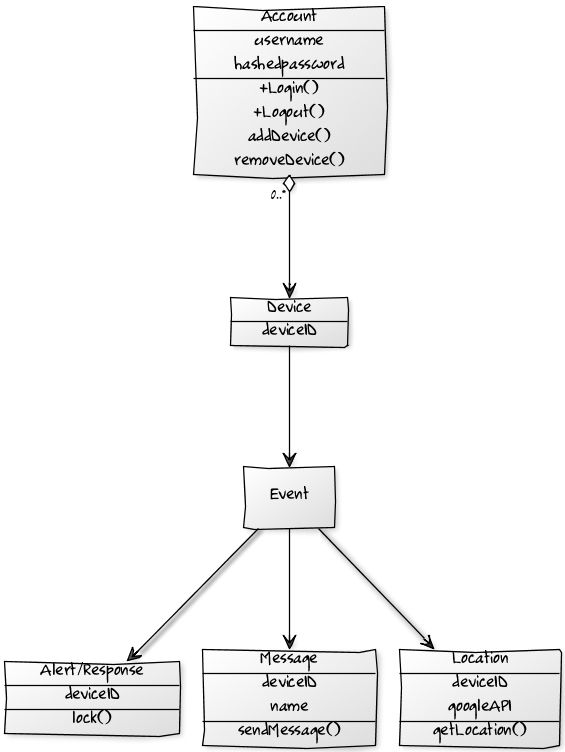 Account
username
hashedpassword
+Login()
+Logout()
addDevice()
removeDevice()
0..*
Device
deviceID
Event
Alert/Response
deviceID
lock()
Message
deviceID
name
sendMessage()
Location
deviceID
googleAPI
getLocation()